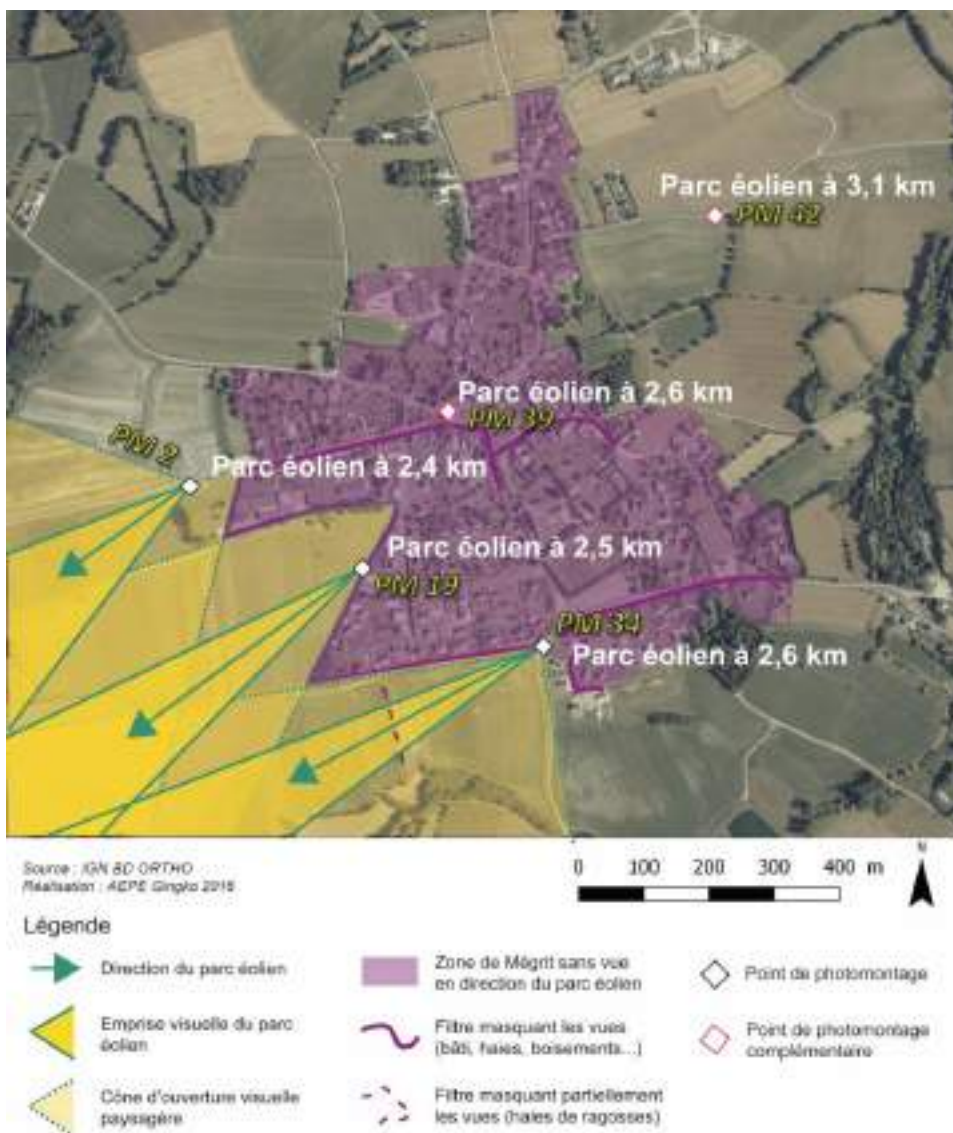 Parc éolien à 3,1 km
PM 42
Parc éolien à 2,6 km
PM 39
PM 2
Parc éolien à 2,4 km
Parc éolien à 2,5 km
PM 19
PM 34
Parc éolien à 2,6 km
Source : IGN BD ORTHO
Réalisation : AEPE Gingko 2016
0 100 200 300 400 m
N
Légende
Direction du parc éolien
Emprise visuelle du parc
éolien
Cône d'ouverture visuelle
paysagère
Zone de Mégrit sans vue
en direction du parc éolien
Filtre masquant les vues
(bâti, haies, boisements...)
Filtre masquant partiellement
les vues (haies de ragosses)
Point de photomontage
Point de photomontage
complémentaire